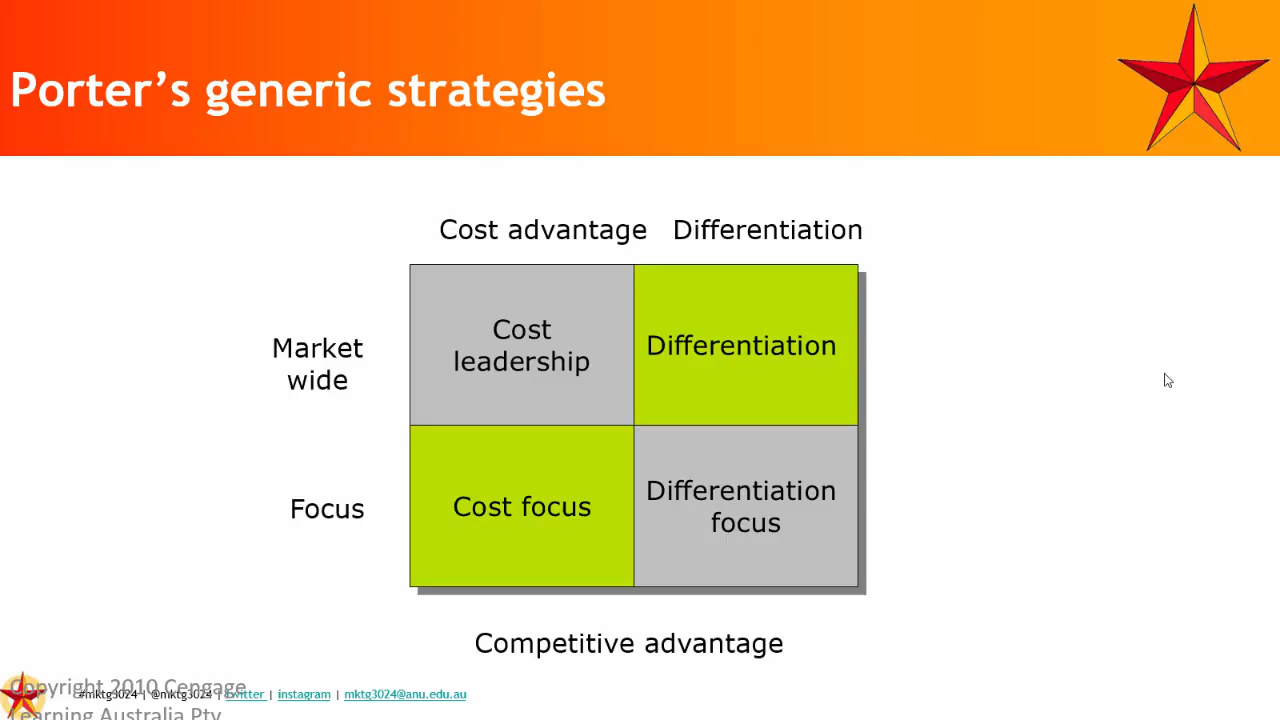 Porter’s generic strategies
Cost advantage Differentiation
Market
wide
Cost
leadership
Differentiation
Focus
Cost focus
Differentiation
focus
Competitive advantage
Copyright 2010 Cengage
Learning Australia Pty
#mktg3024 | @mktg3024 | twitter | instagram | mktg3024@anu.edu.au